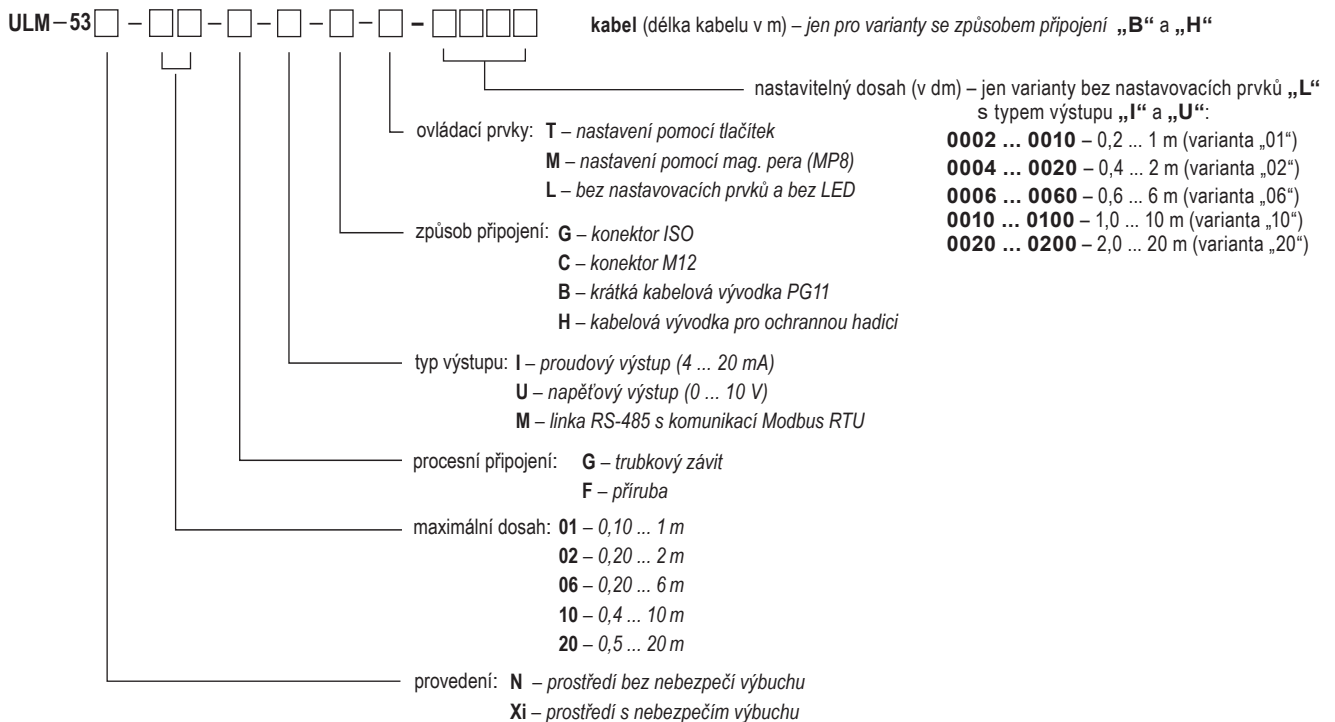 ULM – 53 – – – – – – kabel (délka kabelu v m) – jen pro varianty se způsobem připojení „B“ a „H“
nastavitelný dosah (v dm) – jen varianty bez nastavovacích prvků „L“
s typem výstupu „I“ a „U“:
0002 ... 0010 – 0,2 ... 1 m (varianta „01“)
0004 ... 0020 – 0,4 ... 2 m (varianta „02“)
0006 ... 0060 – 0,6 ... 6 m (varianta „06“)
0010 ... 0100 – 1,0 ... 10 m (varianta „10“)
0020 ... 0200 – 2,0 ... 20 m (varianta „20“)
ovládací prvky: T – nastavení pomocí tlačítek
M – nastavení pomocí mag. pera (MP8)
L – bez nastavovacích prvků a bez LED
způsob připojení: G – konektor ISO
C – konektor M12
B – krátká kabelová vývodka PG11
H – kabelová vývodka pro ochrannou hadici
typ výstupu: I – proudový výstup (4 ... 20 mA)
U – napěťový výstup (0 ... 10 V)
M – linka RS-485 s komunikací Modbus RTU
procesní připojení: G – trubkový závit
F – příruba
maximální dosah: 01 – 0,10 ... 1 m
02 – 0,20 ... 2 m
06 – 0,20 ... 6 m
10 – 0,4 ... 10 m
20 – 0,5 ... 20 m
provedení: N – prostředí bez nebezpečí výbuchu
Xi – prostředí s nebezpečím výbuchu